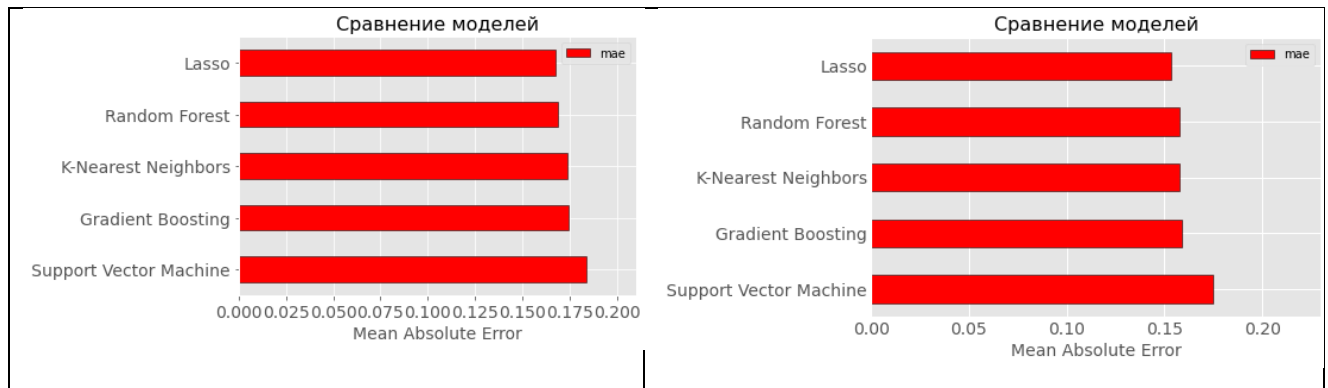 Сравнение моделей
mae
Lasso
Random Forest
K-Nearest Neighbors
Gradient Boosting
Support Vector Machine
0.000 0.025 0.050 0.075 0.100 0.125 0.150 0.175 0.200
Mean Absolute Error
Сравнение моделей
mae
Lasso
Random Forest
K-Nearest Neighbors
Gradient Boosting
Support Vector Machine
0.00 0.05 0.10 0.15 0.20
Mean Absolute Error